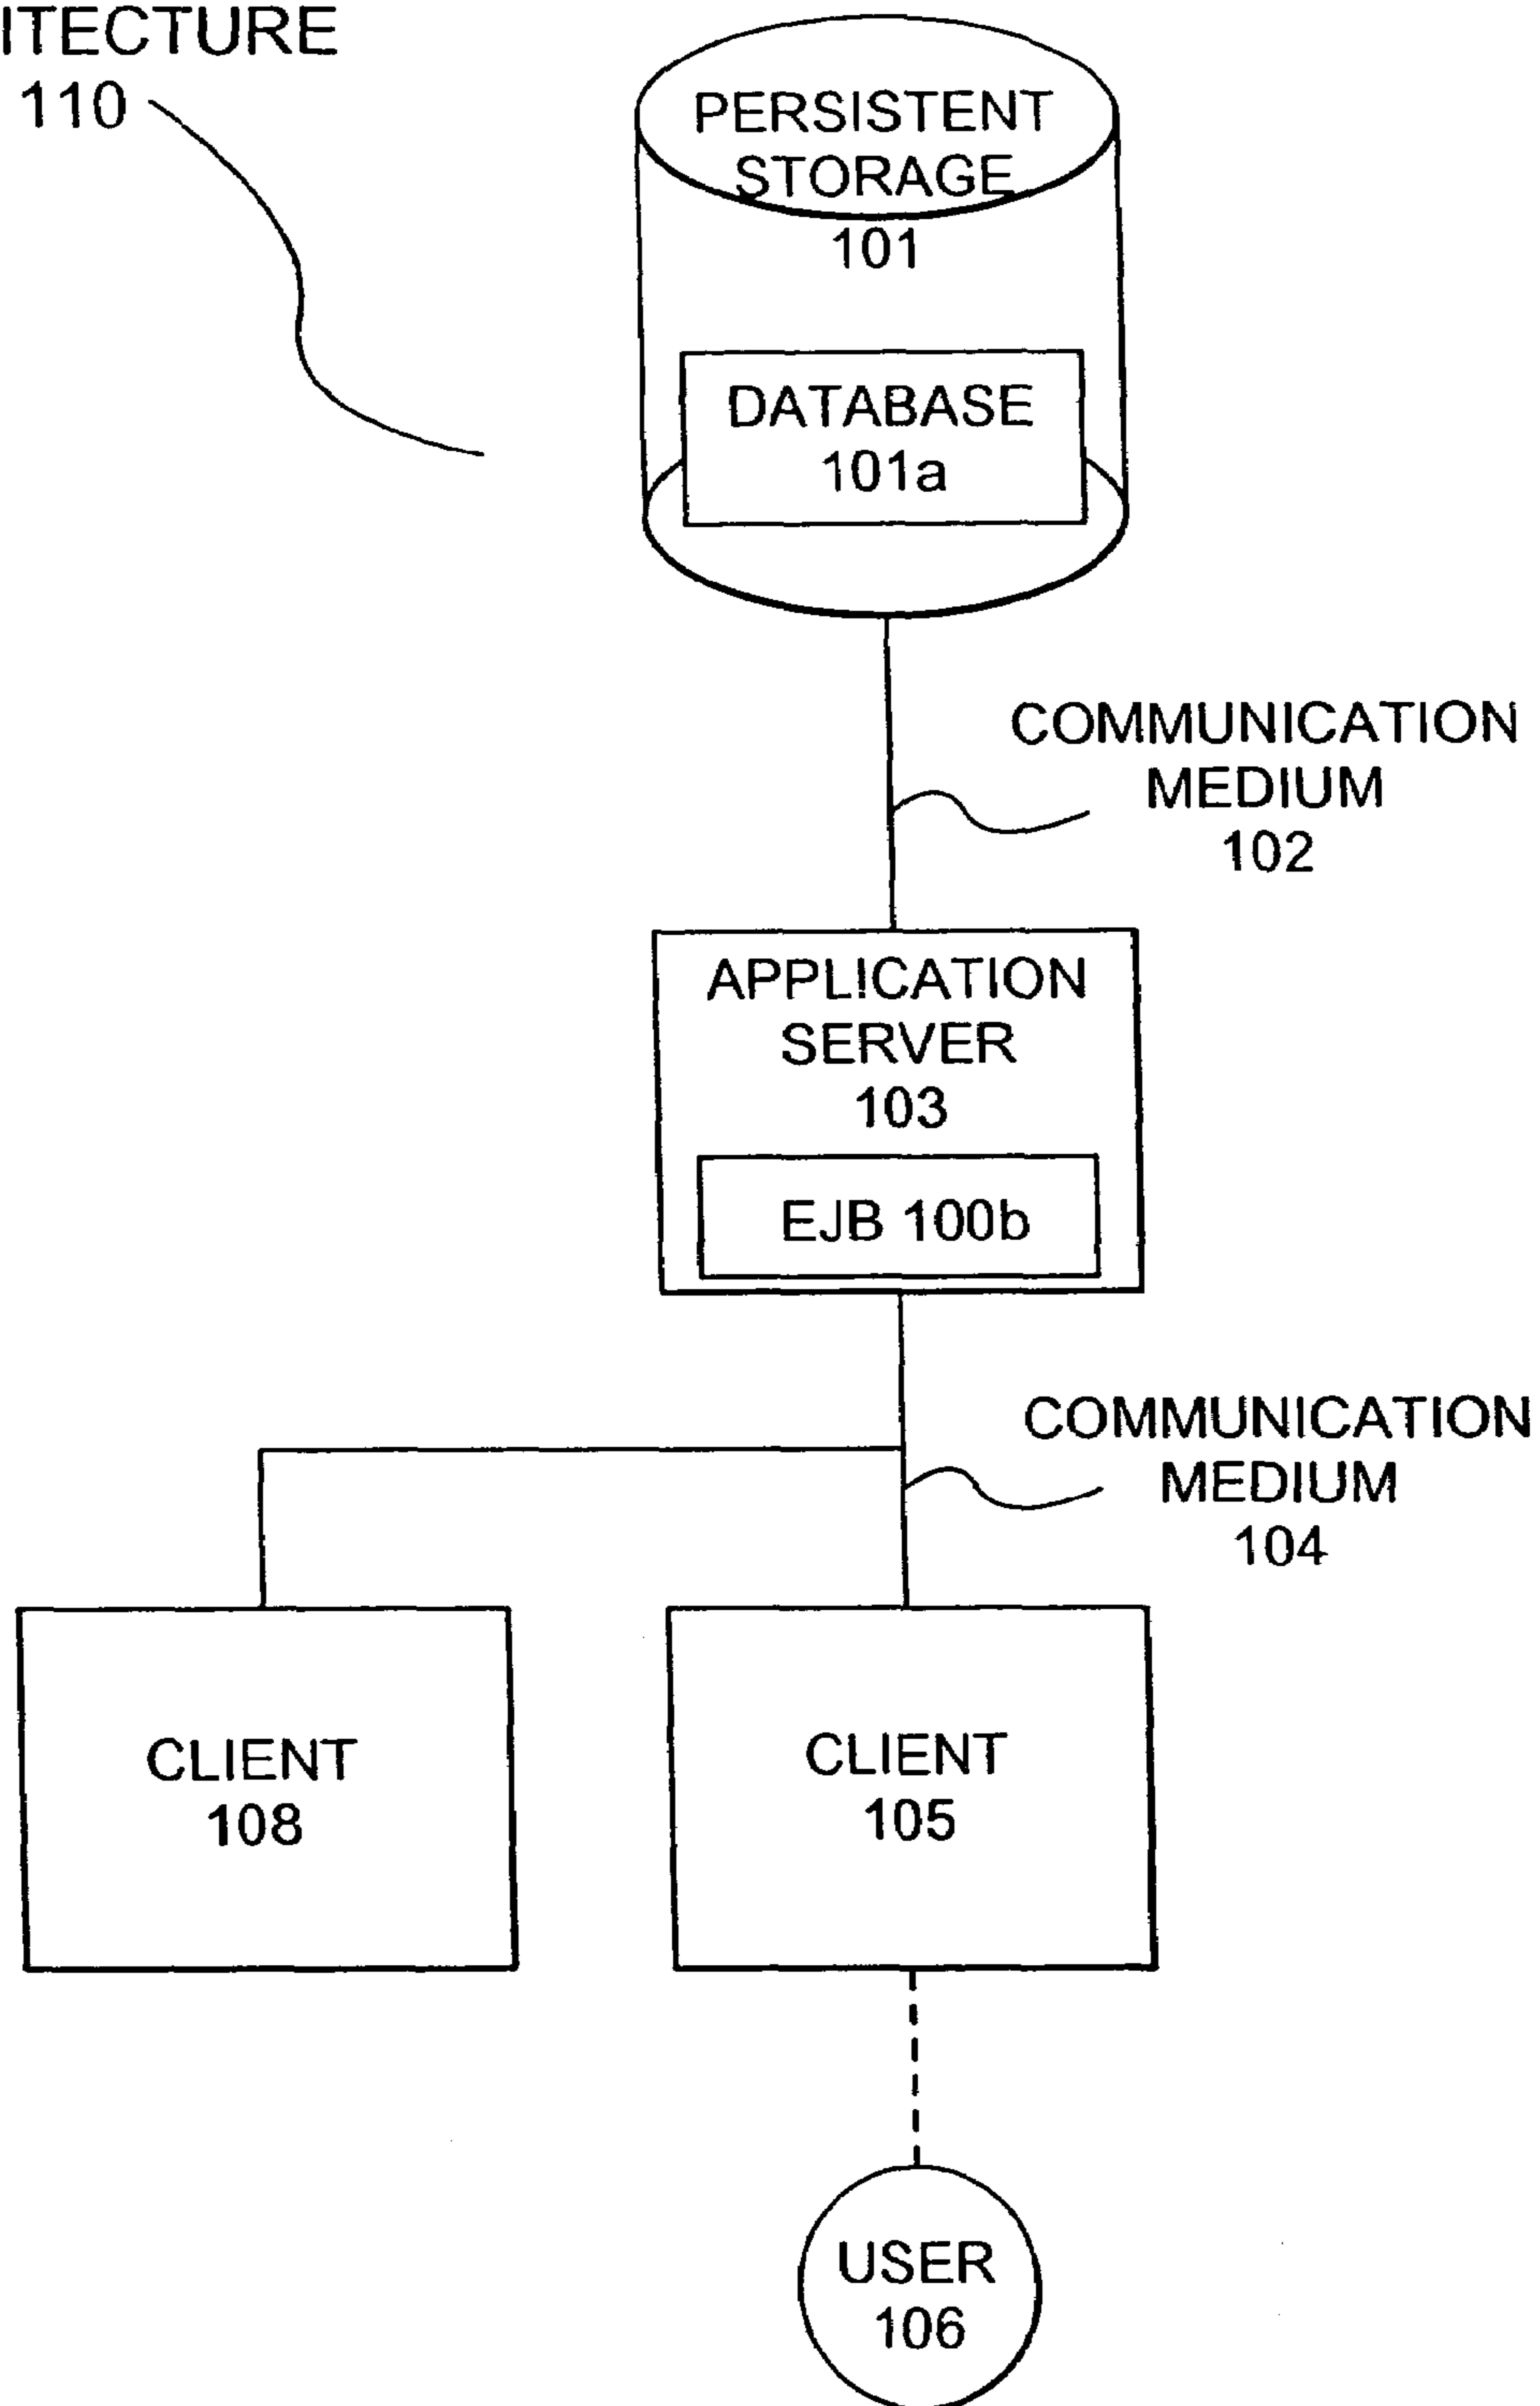 ITECTURE
110
PERSISTENT
STORAGE
101
DATABASE
101a
COMMUNICATION
MEDIUM
102
APPLICATION
SERVER
103
EJB 100b
COMMUNICATION
MEDIUM
104
CLIENT
108
CLIENT
105
USER
106